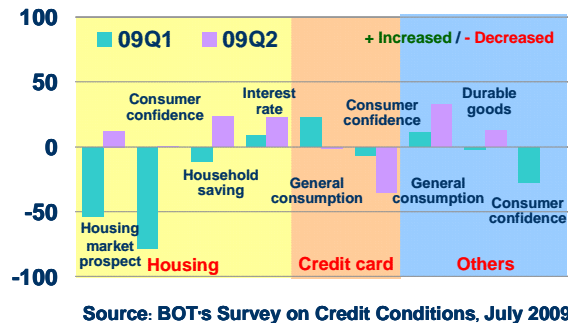 100
09Q1 09Q2
+ Increased / - Decreased
50
Consumer
confidence
Interest
rate
Consumer
confidence
Durable
goods
0
Household
saving
General
consumption
General
consumption
Consumer
confidence
-50
Housing
market
prospect
-100
Housing
Credit card
Others
Source: BOT's Survey on Credit Conditions, July 2009